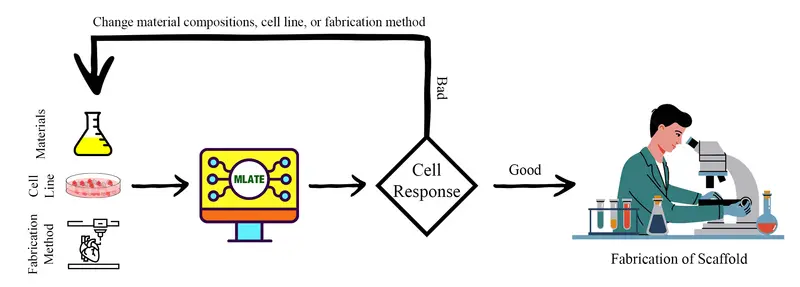 Change material compositions, cell line, or fabrication method
Bad
Materials
Cell
Line
Fabrication
Method
MLATE
Cell
Response
Good
Fabrication of Scaffold